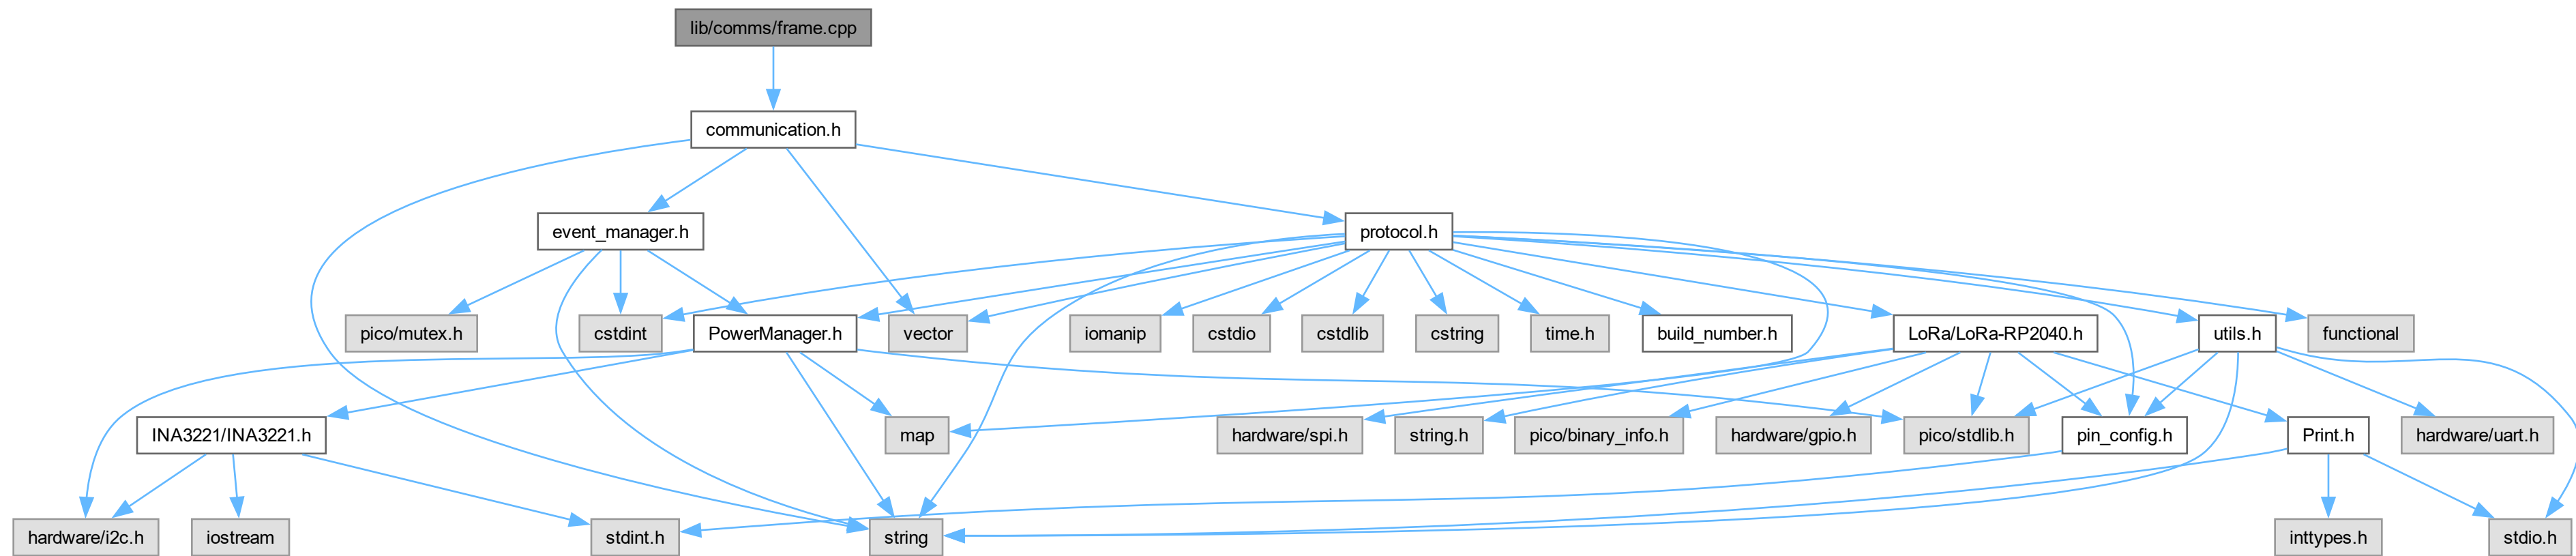 lib/comms/frame.cpp
communication.h
event_manager.h
protocol.h
pico/mutex.h
cstdint
PowerManager.h
vector
iomanip
cstdio
cstdlib
cstring
time.h
build_number.h
LoRa/LoRa-RP2040.h
utils.h
functional
INA3221/INA3221.h
map
hardware/spi.h
string.h
pico/binary_info.h
hardware/gpio.h
pico/stdlib.h
pin_config.h
Print.h
hardware/uart.h
hardware/i2c.h
iostream
stdint.h
string
inttypes.h
stdio.h